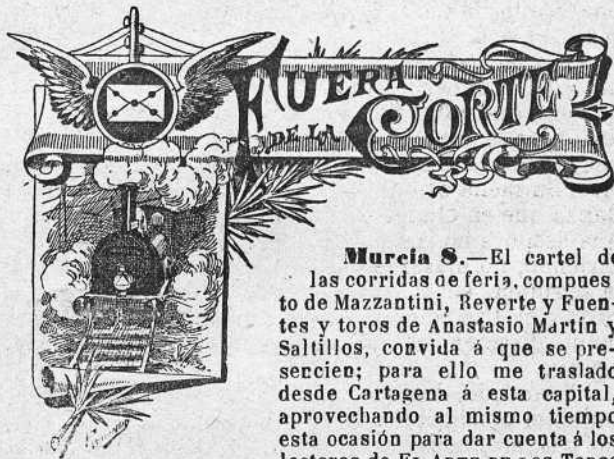 FUERA
DE LA CORTE
Murcia 8.—El cartel de
las corridas de feria, compues
to de Mazzantini, Reverte y Fuen-
tes y toros de Anastasio Martín y
Saltillos, convida á que se pre-
sencien; para ello me traslado
desde Cartagena á esta capital,
aprovechando al mismo tiempo
esta ocasión para dar cuenta á los